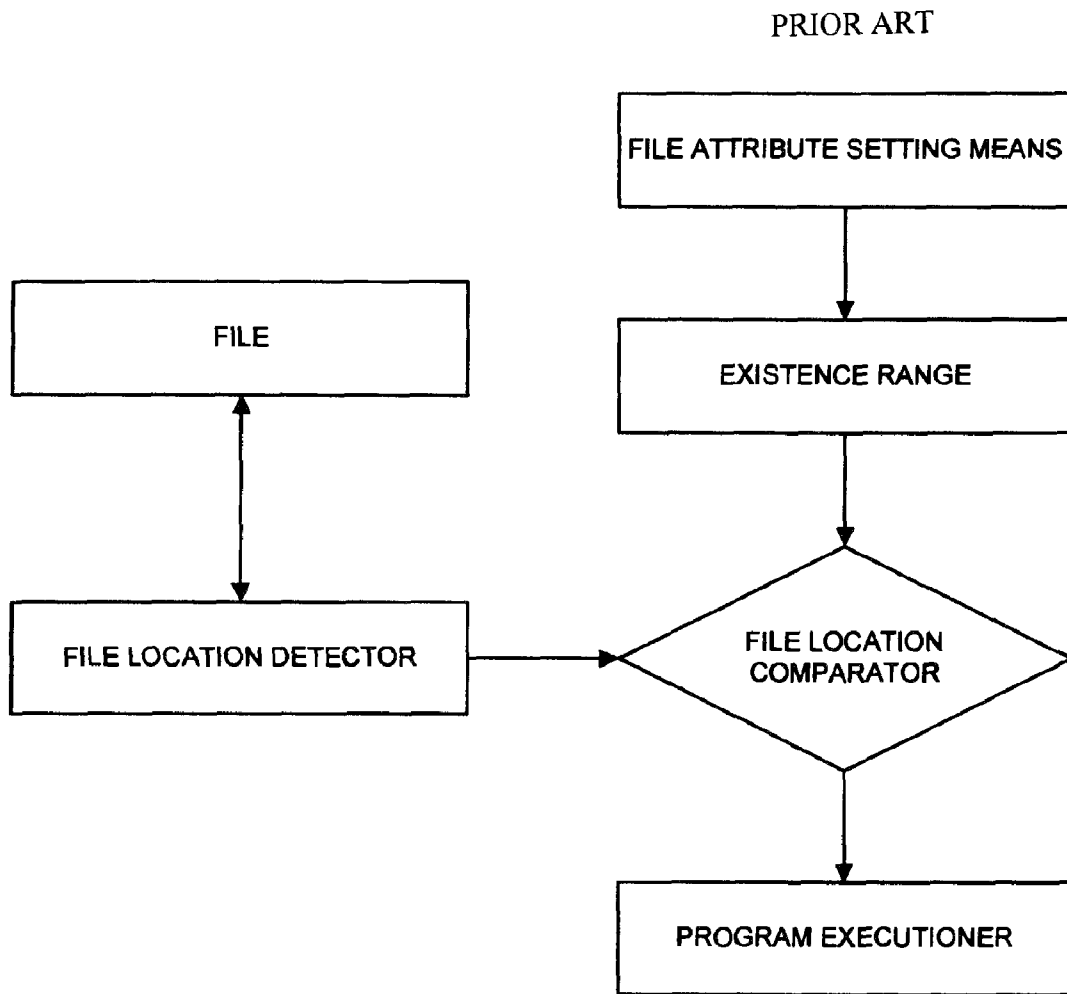 PRIOR ART
FILE ATTRIBUTE SETTING MEANS
FILE
EXISTENCE RANGE
FILE LOCATION DETECTOR
FILE LOCATION
COMPARATOR
PROGRAM EXECUTIONER